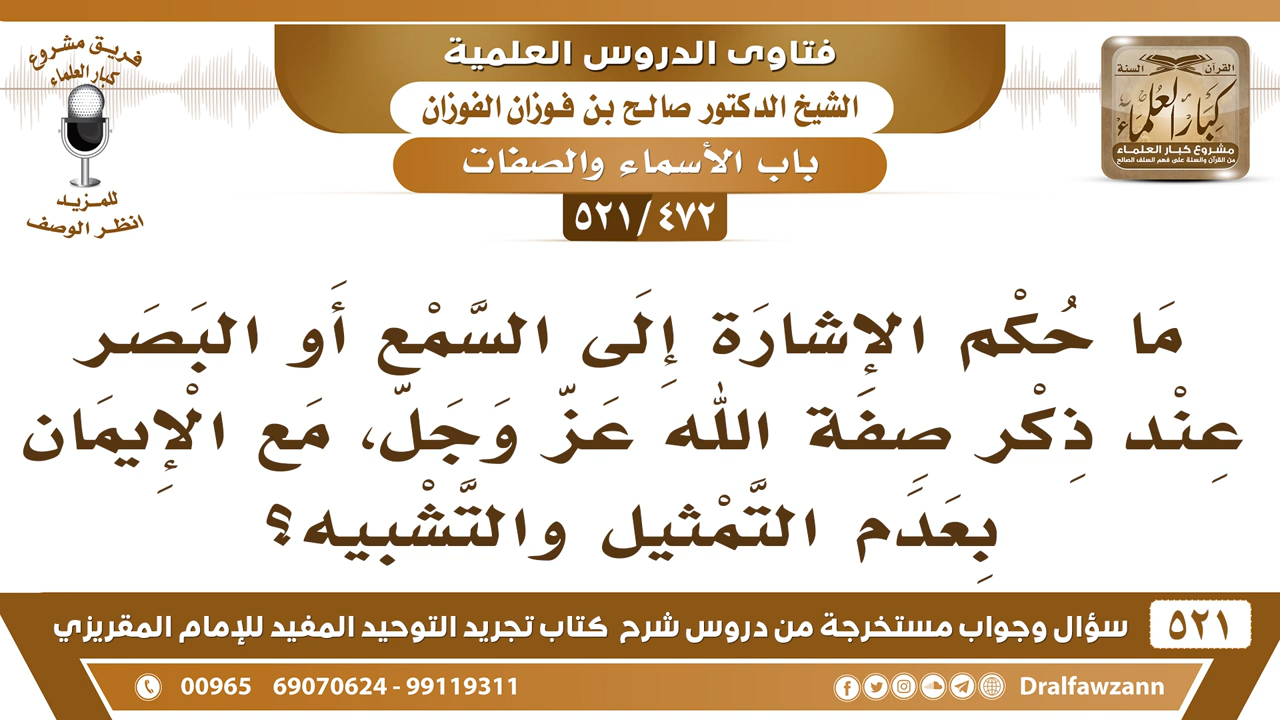 فريق مشروع
كبار العلماء
للمزيد
انظر الوصف
فتاوى الدروس العلمية
الشيخ الدكتور صالح بن فوزان الفوزان
باب الأسماء والصفات
٥٢١/٤٧٢
القرآن السنة
كبار العلماء
مشروع كبار العلماء
من القرآن والسنة على فهم السلف الصالح
مَا حُكْم الإشارَة إِلَى السَّمْع أَو البَصَر
عِنْد ذِكْر صِفَة الله عَزّ وَجَلّ، مَع الْإِيمَان
بِعَدَم التَّمْثيل والتَّشْبيه؟
٥٢١ سؤال وجواب مستخرجة من دروس شرح كتاب تجريد التوحيد المفيد للإمام المقريزي
00965 69070624 - 99119311
Dralfawzann